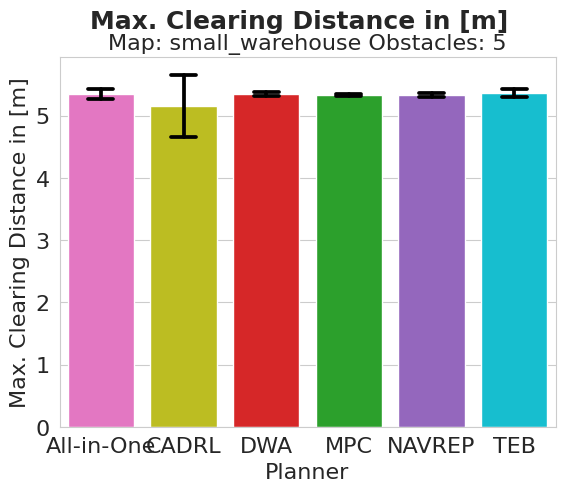 Max. Clearing Distance in [m]
Map: small_warehouse Obstacles: 5
Max. Clearing Distance in [m]
5
4
3
2
1
0
All-in-One CADRL DWA MPC NAVREP TEB
Planner